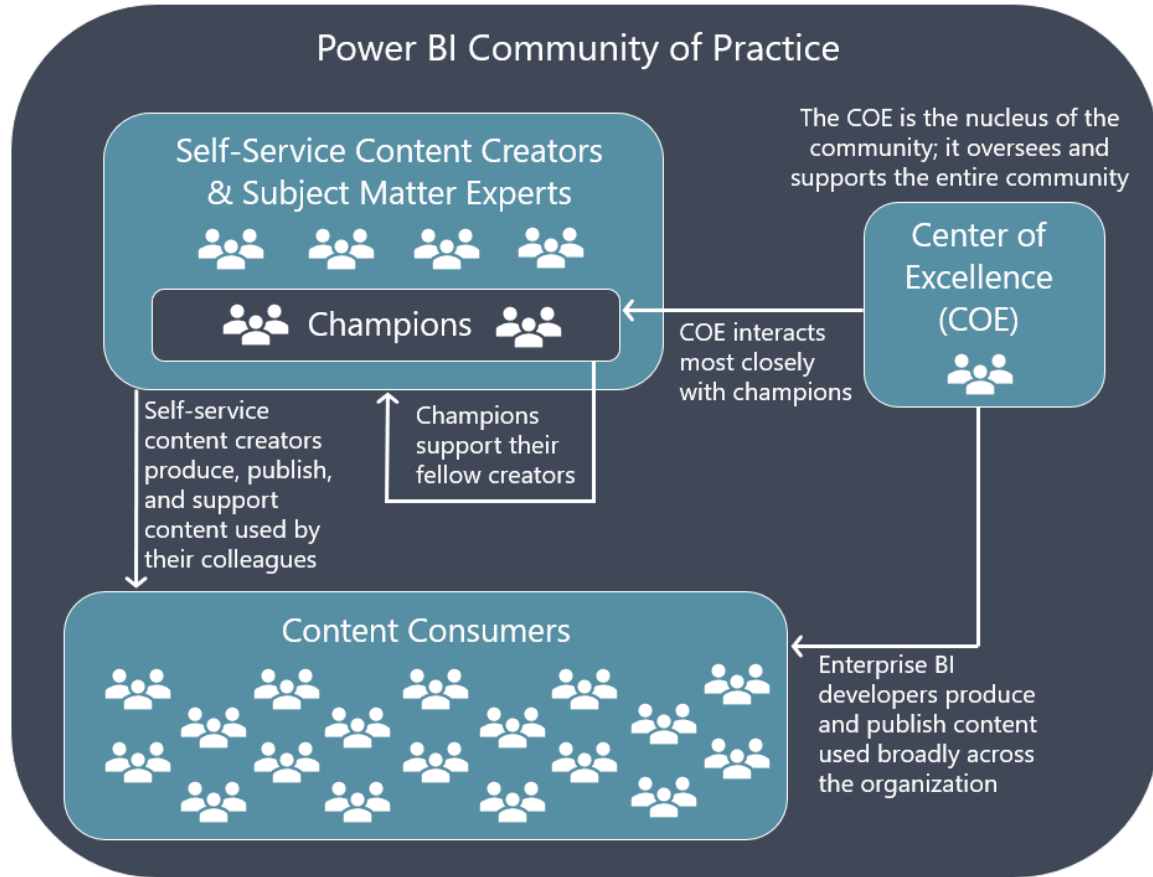 Power BI Community of Practice
Self-Service Content Creators
& Subject Matter Experts
Champions
The COE is the nucleus of the
community; it oversees and
supports the entire community
Center of
Excellence
(COE)
COE interacts
most closely
with champions
Champions
support their
fellow creators
Self-service
content creators
produce, publish,
and support
content used by
their colleagues
Content Consumers
Enterprise BI
developers produce
and publish content
used broadly across
the organization